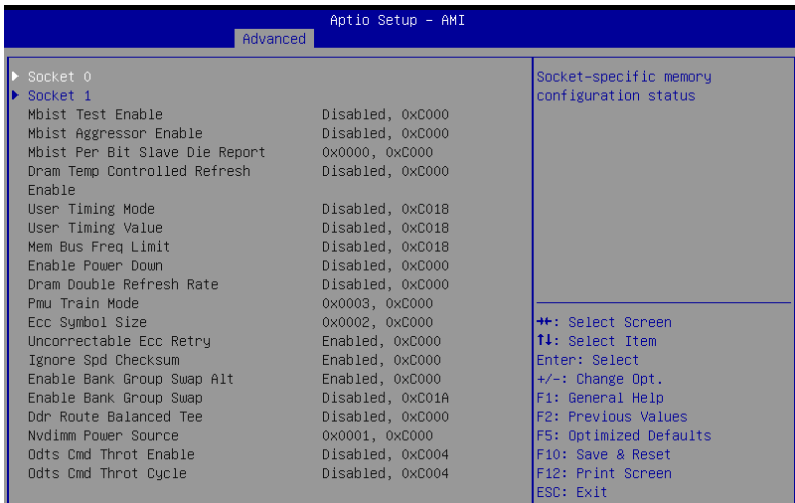 Aptio Setup – AMI
Advanced
Socket 0
Socket 1
Mbist Test Enable Disabled, 0xC000
Mbist Aggressor Enable Disabled, 0xC000
Mbist Per Bit Slave Die Report 0x0000, 0xC000
Dram Temp Controlled Refresh Disabled, 0xC000
Enable
User Timing Mode Disabled, 0xC018
User Timing Value Disabled, 0xC018
Mem Bus Freq Limit Disabled, 0xC018
Enable Power Down Disabled, 0xC000
Dram Double Refresh Rate Disabled, 0xC000
Pmu Train Mode 0x0003, 0xC000
Ecc Symbol Size 0x0002, 0xC000
Uncorrectable Ecc Retry Enabled, 0xC000
Ignore Spd Checksum Enabled, 0xC000
Enable Bank Group Swap Alt Enabled, 0xC000
Enable Bank Group Swap Disabled, 0xC01A
Ddr Route Balanced Tee Disabled, 0xC000
Nvdimm Power Source 0x0001, 0xC000
Odts Cmd Throt Enable Disabled, 0xC004
Odts Cmd Throt Cycle Disabled, 0xC004
Socket-specific memory
configuration status
→←: Select Screen
↑↓: Select Item
Enter: Select
+/-: Change Opt.
F1: General Help
F2: Previous Values
F5: Optimized Defaults
F10: Save & Reset
F12: Print Screen
ESC: Exit